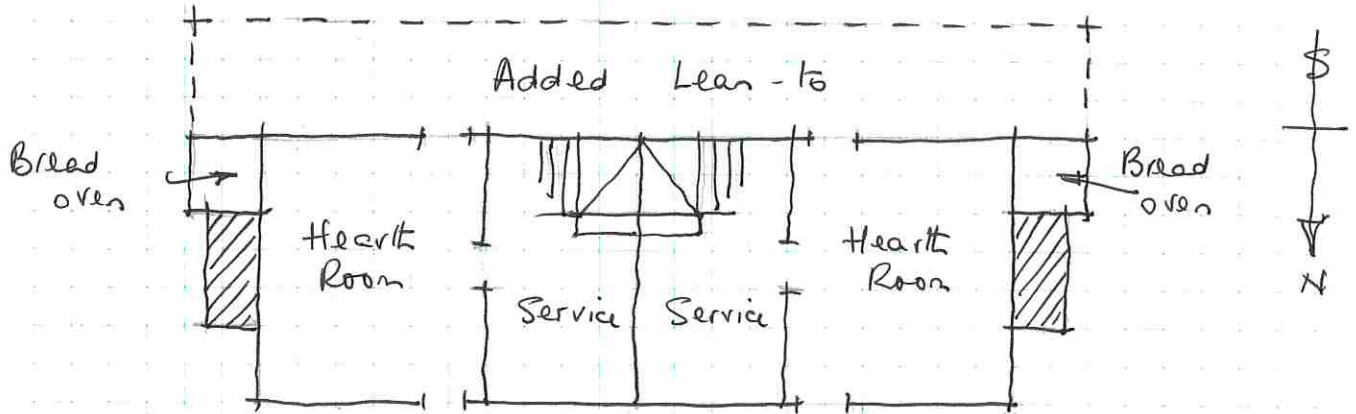 Added Lean-to
S
Bread
oven
Bread
oven
Hearth
Room
Hearth
Room
Service
Service
N